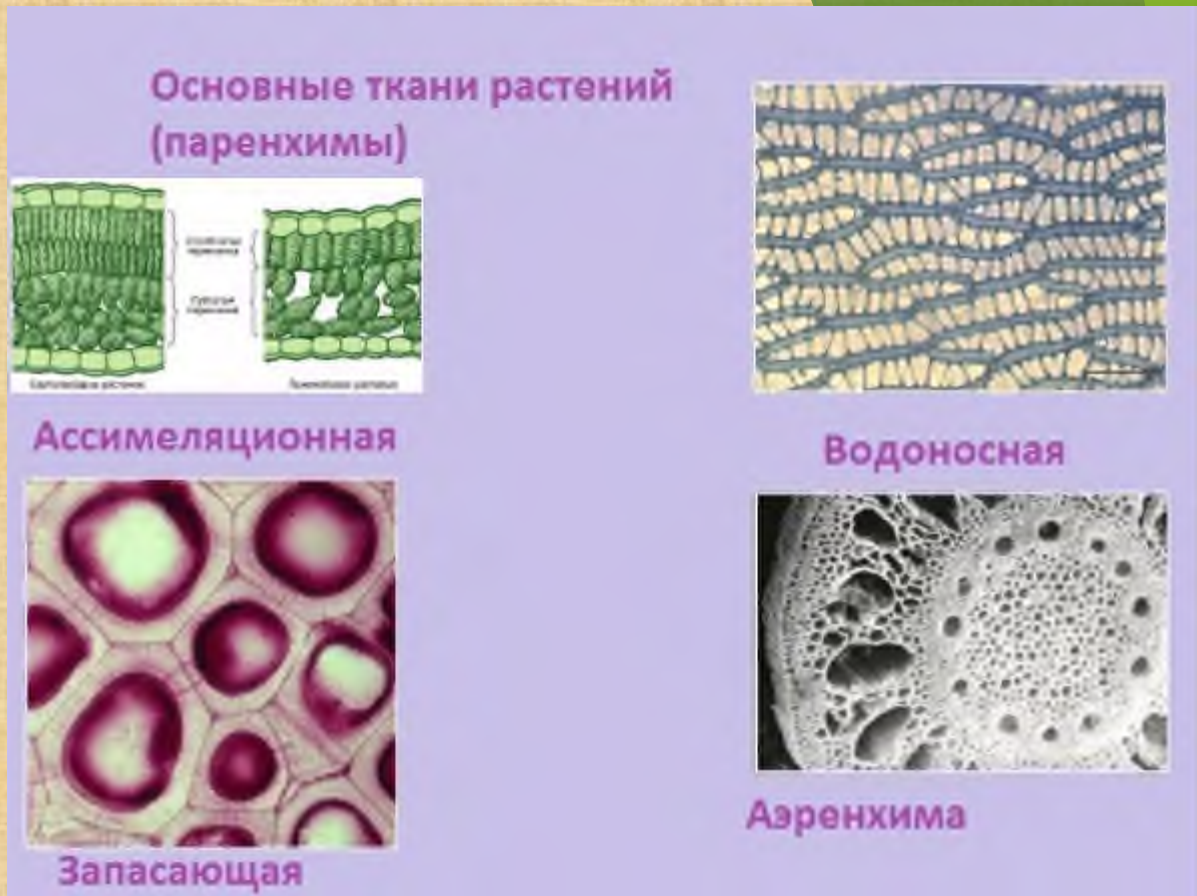 Основные ткани растений
(паренхимы)
Ассимеляционная
Водоносная
Запасающая
Аэренхима